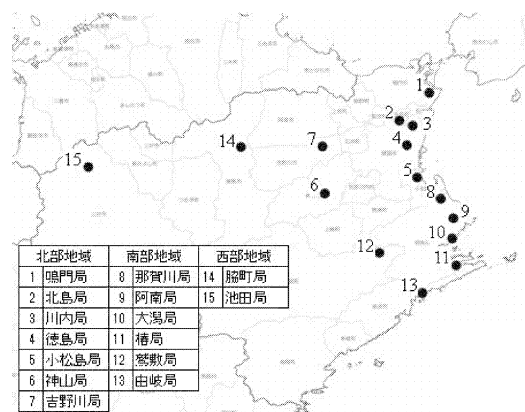 1
2
3
4
5
6
7
8
9
10
11
12
13
14
15
北部地域 南部地域 西部地域
1 鳴門局 8 那賀川局 14 脇町局
2 北島局 9 阿南局 15 池田局
3 川内局 10 大潟局
4 徳島局 11 椿局
5 小松島局 12 鷲敷局
6 神山局 13 由岐局
7 吉野川局